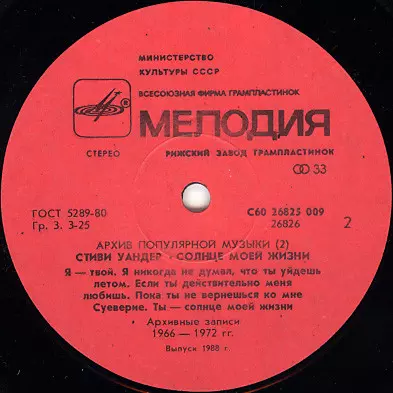 МИНИСТЕРСТВО
КУЛЬТУРЫ СССР
ВСЕСОЮЗНАЯ ФИРМА ГРАМПЛАСТИНОК
МЕЛОДИЯ
СТЕРЕО РИЖСКИЙ ЗАВОД ГРАМПЛАСТИНОК
33
ГОСТ 5289-80 С60 26825 009
Гр. 3. 3-25 26826 2
АРХИВ ПОПУЛЯРНОЙ МУЗЫКИ (2)
СТИВИ УАНДЕР · СОЛНЦЕ МОЕЙ ЖИЗНИ
Я — твой. Я никогда не думал, что ты уйдешь
летом. Если ты действительно меня
любишь. Пока ты не вернешься ко мне
Суеверие. Ты — солнце моей жизни
Архивные записи
1966 — 1972 гг.
Выпуск 1988 г.